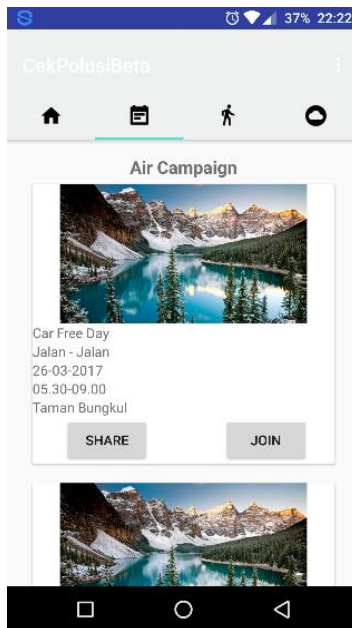 37% 22:22
CekPolusiBeta
Air Campaign
Car Free Day
Jalan - Jalan
26-03-2017
05.30-09.00
Taman Bungkul
SHARE JOIN